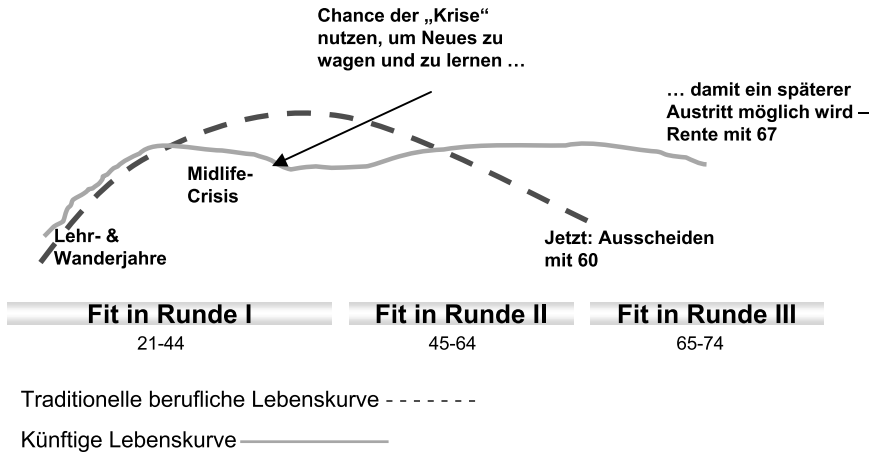 Chance der „Krise“
nutzen, um Neues zu
wagen und zu lernen …
… damit ein späterer
Austritt möglich wird –
Rente mit 67
Midlife-
Crisis
Lehr- &
Wanderjahre
Jetzt: Ausscheiden
mit 60
Fit in Runde I
Fit in Runde II
Fit in Runde III
21-44
45-64
65-74
Traditionelle berufliche Lebenskurve
Künftige Lebenskurve